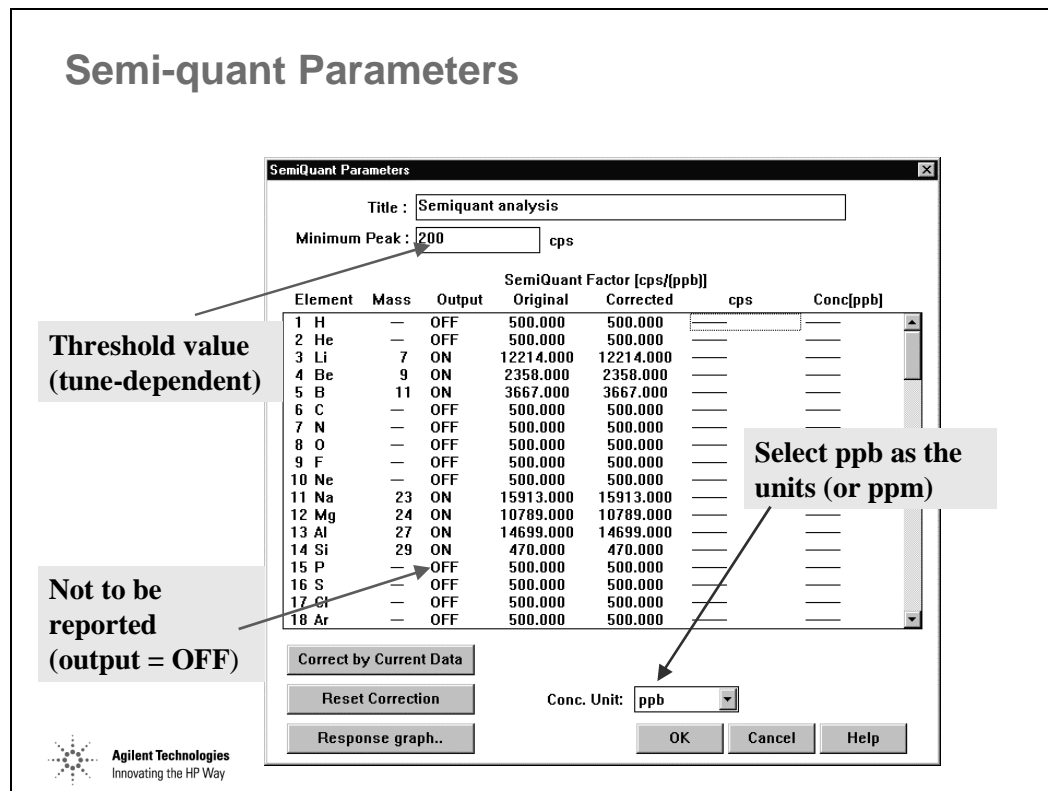 Semi-quant Parameters
SemiQuant Parameters
Title : Semiquant analysis
Minimum Peak : 200 cps
SemiQuant Factor [cps/(ppb)]
Element Mass Output Original Corrected cps Conc[ppb]
1 H — OFF 500.000 500.000 —— ——
2 He — OFF 500.000 500.000 —— ——
3 Li 7 ON 12214.000 12214.000 —— ——
4 Be 9 ON 2358.000 2358.000 —— ——
5 B 11 ON 3667.000 3667.000 —— ——
6 C — OFF 500.000 500.000 —— ——
7 N — OFF 500.000 500.000 —— ——
8 O — OFF 500.000 500.000 ——
9 F — OFF 500.000 500.000 ——
10 Ne — OFF 500.000 500.000 ——
11 Na 23 ON 15913.000 15913.000 —— ——
12 Mg 24 ON 10789.000 10789.000 —— ——
13 Al 27 ON 14699.000 14699.000 —— ——
14 Si 29 ON 470.000 470.000 —— ——
15 P — OFF 500.000 500.000 —— ——
16 S — OFF 500.000 500.000 —— ——
17 Cl — OFF 500.000 500.000 —— ——
18 Ar — OFF 500.000 500.000 —— ——
Threshold value
(tune-dependent)
Select ppb as the
units (or ppm)
Not to be
reported
(output = OFF)
Correct by Current Data
Reset Correction
Conc. Unit: ppb
Response graph..
OK Cancel Help
Agilent Technologies
Innovating the HP Way